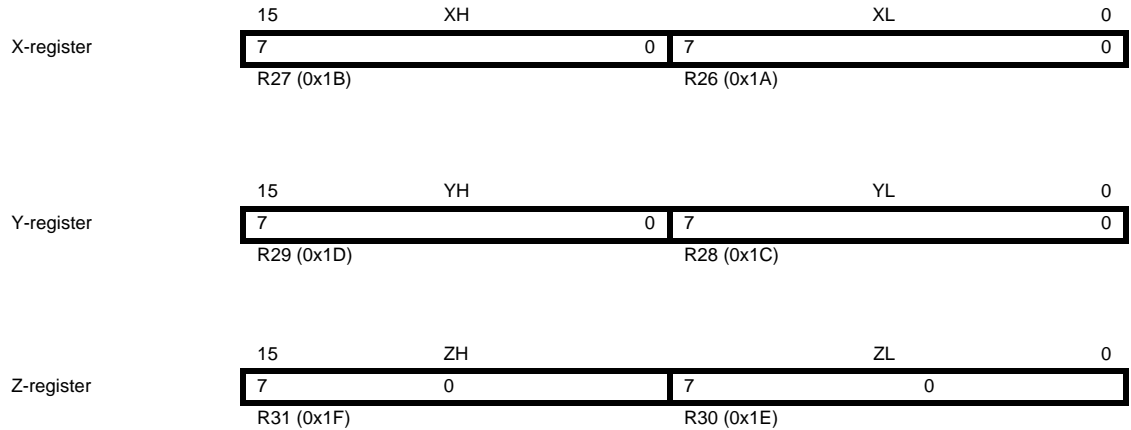 15 XH XL 0
X-register 7 0 7 0
R27 (0x1B) R26 (0x1A)
15 YH YL 0
Y-register 7 0 7 0
R29 (0x1D) R28 (0x1C)
15 ZH ZL 0
Z-register 7 0 7 0
R31 (0x1F) R30 (0x1E)